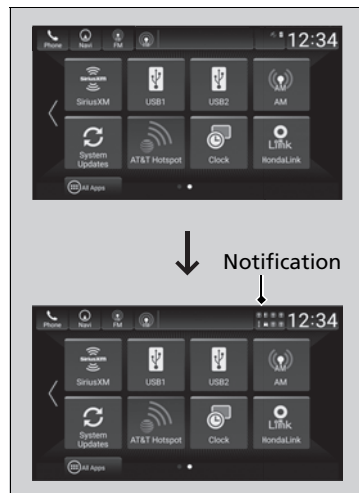 Phone Navi FM 12:34
SiriusXM USB1 USB2 AM
System Updates AT&T Hotspot Clock HondaLink
All Apps
Notification
Phone Navi FM 12:34
SiriusXM USB1 USB2 AM
System Updates AT&T Hotspot Clock HondaLink
All Apps